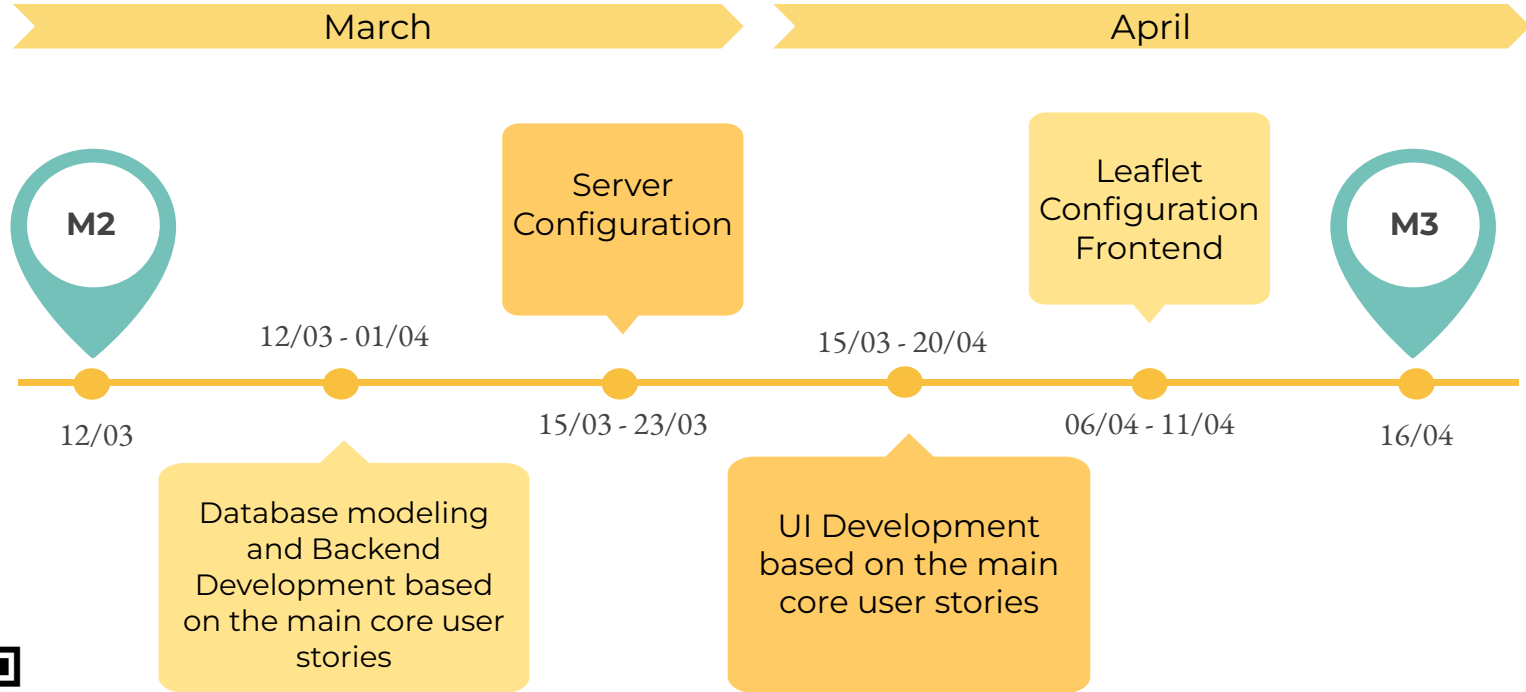 March
April
M2
12/03
12/03 - 01/04
Database modeling
and Backend
Development based
on the main core user
stories
Server
Configuration
15/03 - 23/03
15/03 - 20/04
UI Development
based on the main
core user stories
Leaflet
Configuration
Frontend
06/04 - 11/04
M3
16/04